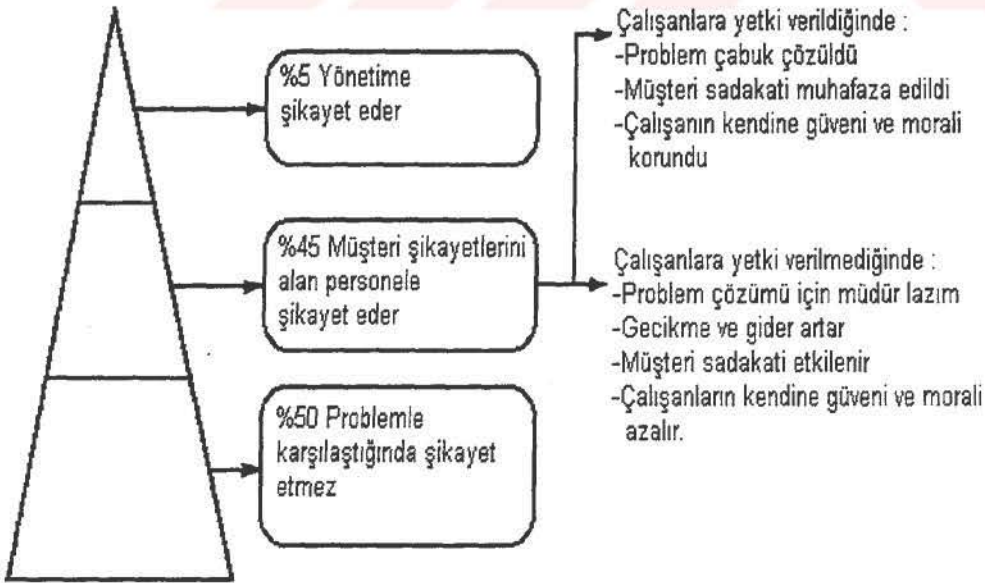 %5 Yönetime
şikayet eder
%45 Müşteri şikayetlerini
alan personele
şikayet eder
%50 Problemle
karşılaştığında şikayet
etmez
Çalışanlara yetki verildiğinde :
-Problem çabuk çözüldü
-Müşteri sadakati muhafaza edildi
-Çalışanın kendine güveni ve morali
korundu
Çalışanlara yetki verilmediğinde :
-Problem çözümü için müdür lazım
-Gecikme ve gider artar
-Müşteri sadakati etkilenir
-Çalışanların kendine güveni ve morali
azalır.